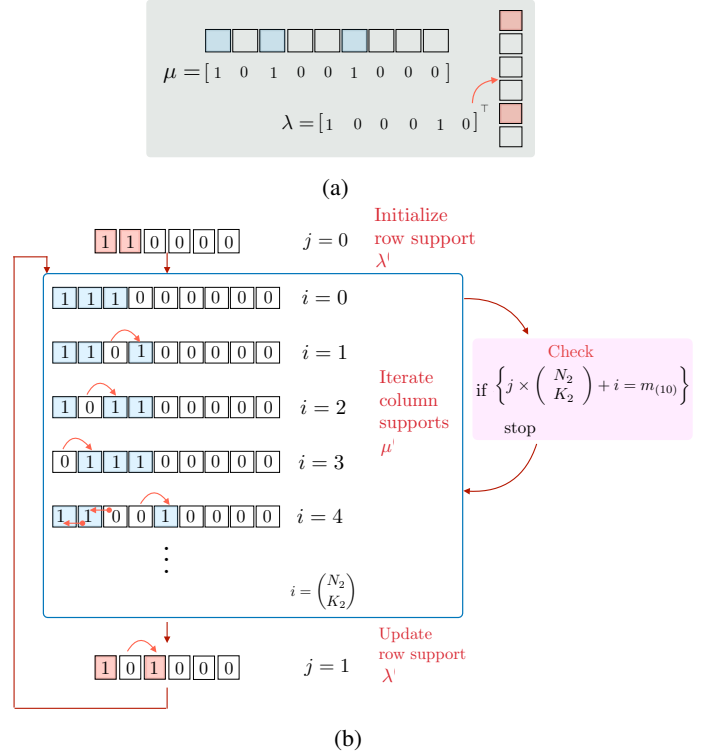 μ = [ 1 0 1 0 0 1 0 0 0 ]
λ = [ 1 0 0 0 1 0 ]⊤
(a)
1 1 0 0 0 0
j = 0
Initialize
row support
λ'
1 1 1 0 0 0 0 0 0
i = 0
1 1 0 1 0 0 0 0 0
i = 1
1 0 1 1 0 0 0 0 0
i = 2
0 1 1 1 0 0 0 0 0
i = 3
1 1 0 0 1 0 0 0 0
i = 4
⋮
i = (N₂ K₂)
Iterate
column
supports
μ'
Check
if { j × ( N₂ K₂ ) + i = m₍₁₀₎ }
stop
1 0 1 0 0 0
j = 1
Update
row support
λ'
(b)